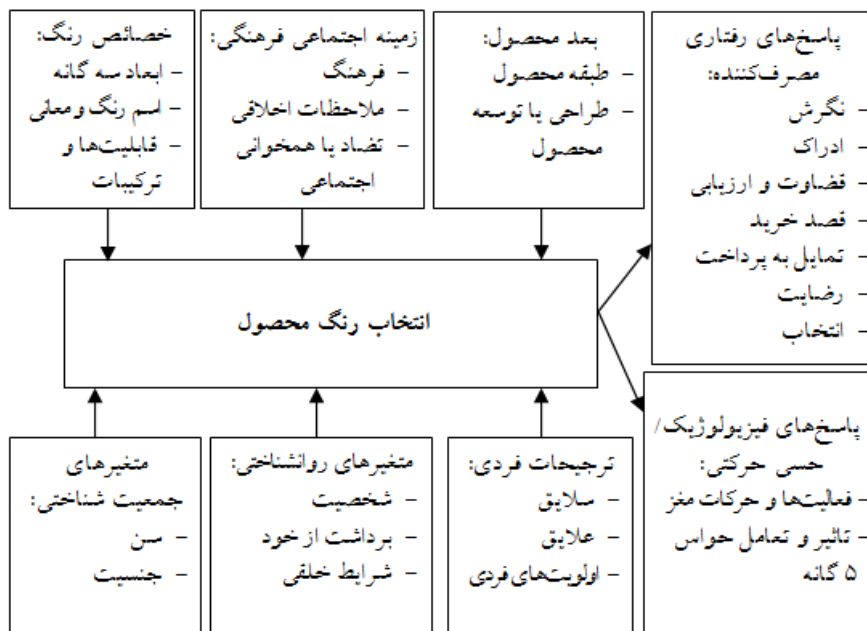 خصائص رنگ:
- ابعاد سه گانه
- اسم رنگ و معانی
- قابلیت‌ها و
ترکیبات
زمینه اجتماعی فرهنگی:
- فرهنگ
- ملاحظات اخلاقی
- تضاد یا همخوانی
اجتماعی
بعد محصول:
- طبقه محصول
- طراحی یا توسعه
محصول
پاسخ‌های رفتاری
مصرف‌کننده:
- نگرش
- ادراک
- قضاوت و ارزیابی
- قصد خرید
- تمایل به پرداخت
- رضایت
- انتخاب
انتخاب رنگ محصول
متغیرهای
جمعیت شناختی:
- سن
- جنسیت
متغیرهای روانشناختی:
- شخصیت
- برداشت از خود
- شرایط خلقی
ترجیحات فردی:
- سلایق
- علایق
- اولویت‌های فردی
پاسخ‌های فیزیولوژیک/
حسی حرکتی:
- فعالیت‌ها و حرکات مغز
- تاثیر و تعامل حواس
۵ گانه